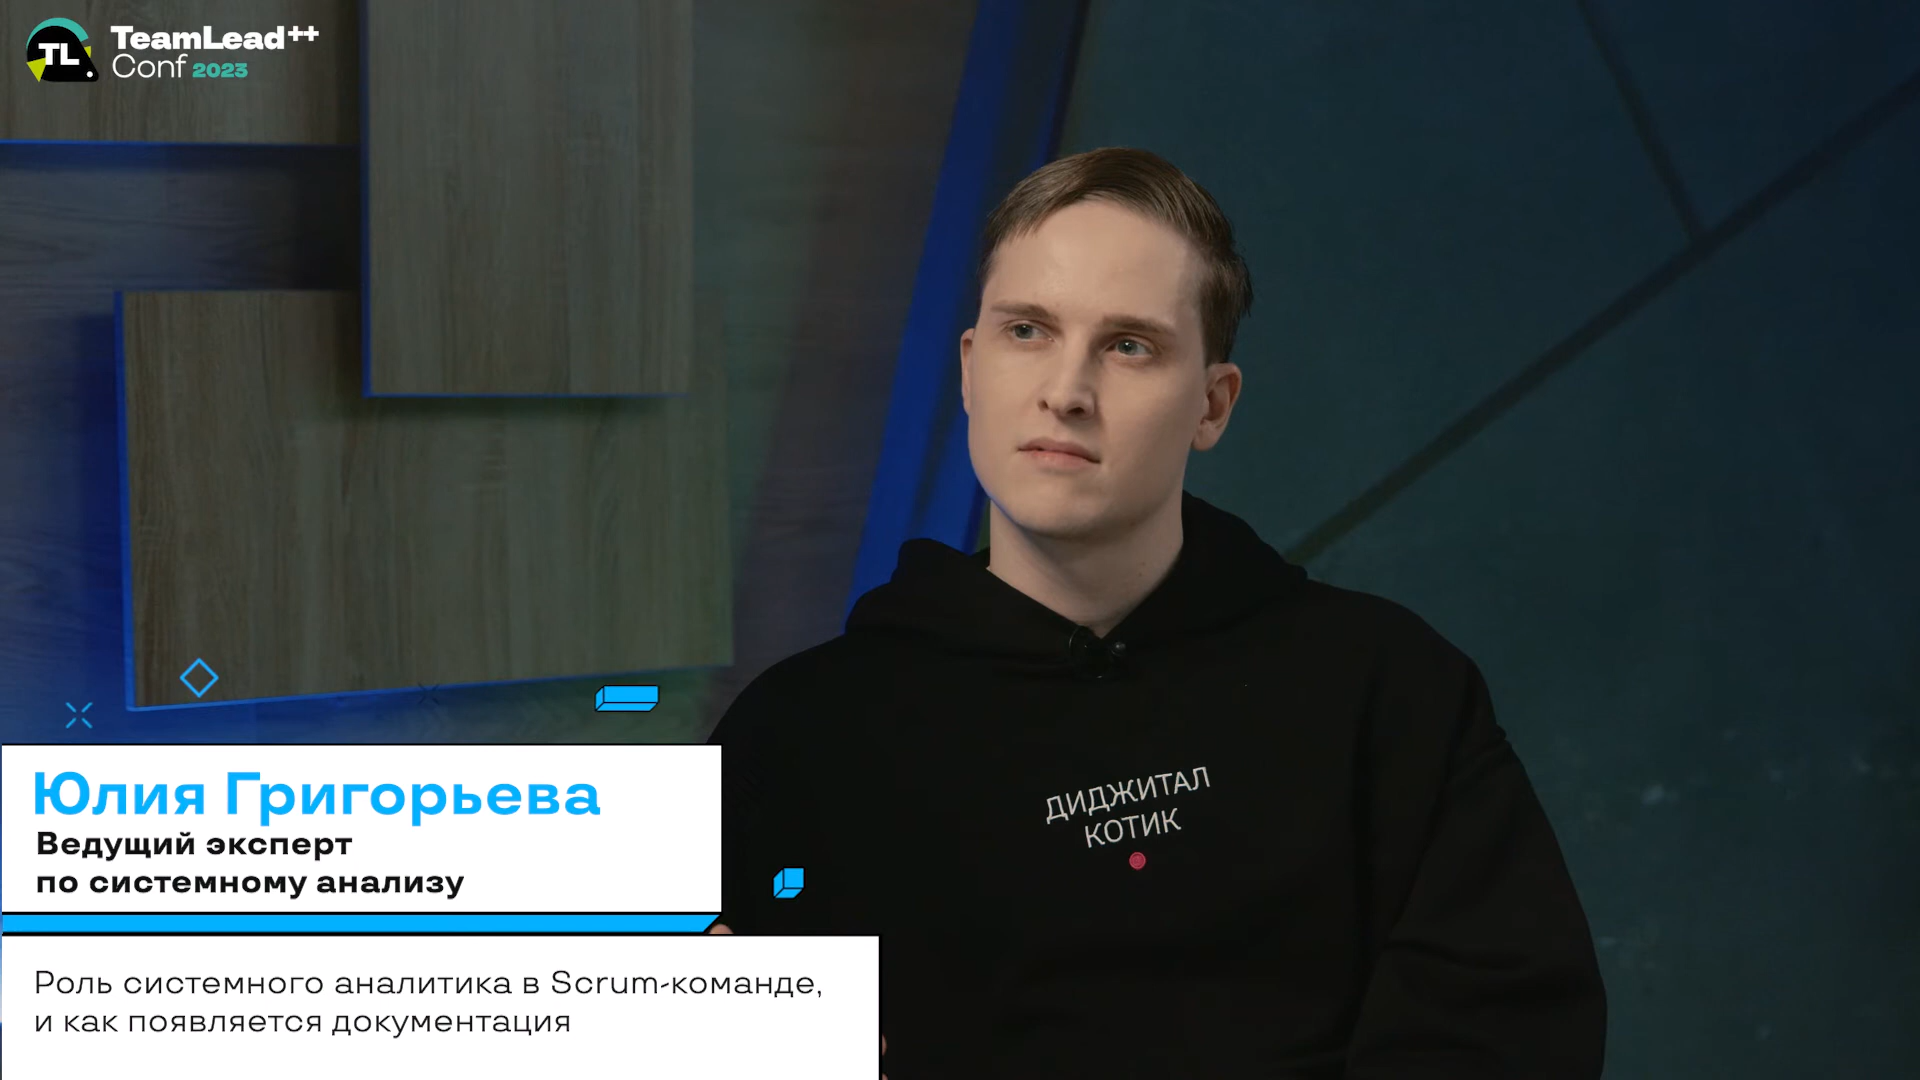 TL.
TeamLead++
Conf 2023
ДИДЖИТАЛ
КОТИК
Юлия Григорьева
Ведущий эксперт
по системному анализу
Роль системного аналитика в Scrum-команде,
и как появляется документация